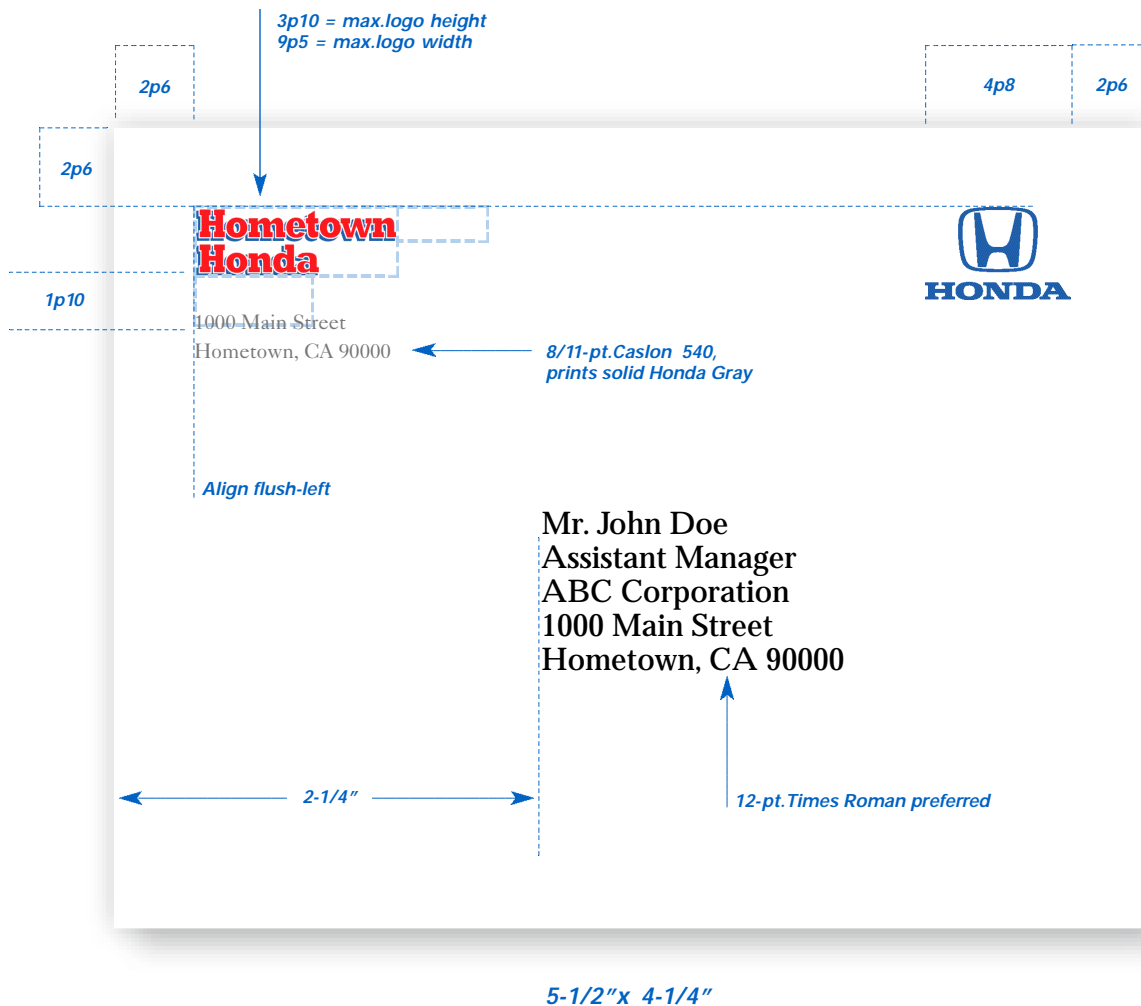 3p10 = max.logo height
9p5 = max.logo width
2p6
4p8
2p6
2p6
Hometown
Honda
HONDA
1p10
1000 Main Street
Hometown, CA 90000
8/11-pt.Caslon 540,
prints solid Honda Gray
Align flush-left
Mr. John Doe
Assistant Manager
ABC Corporation
1000 Main Street
Hometown, CA 90000
2-1/4”
12-pt.Times Roman preferred
5-1/2”x 4-1/4”